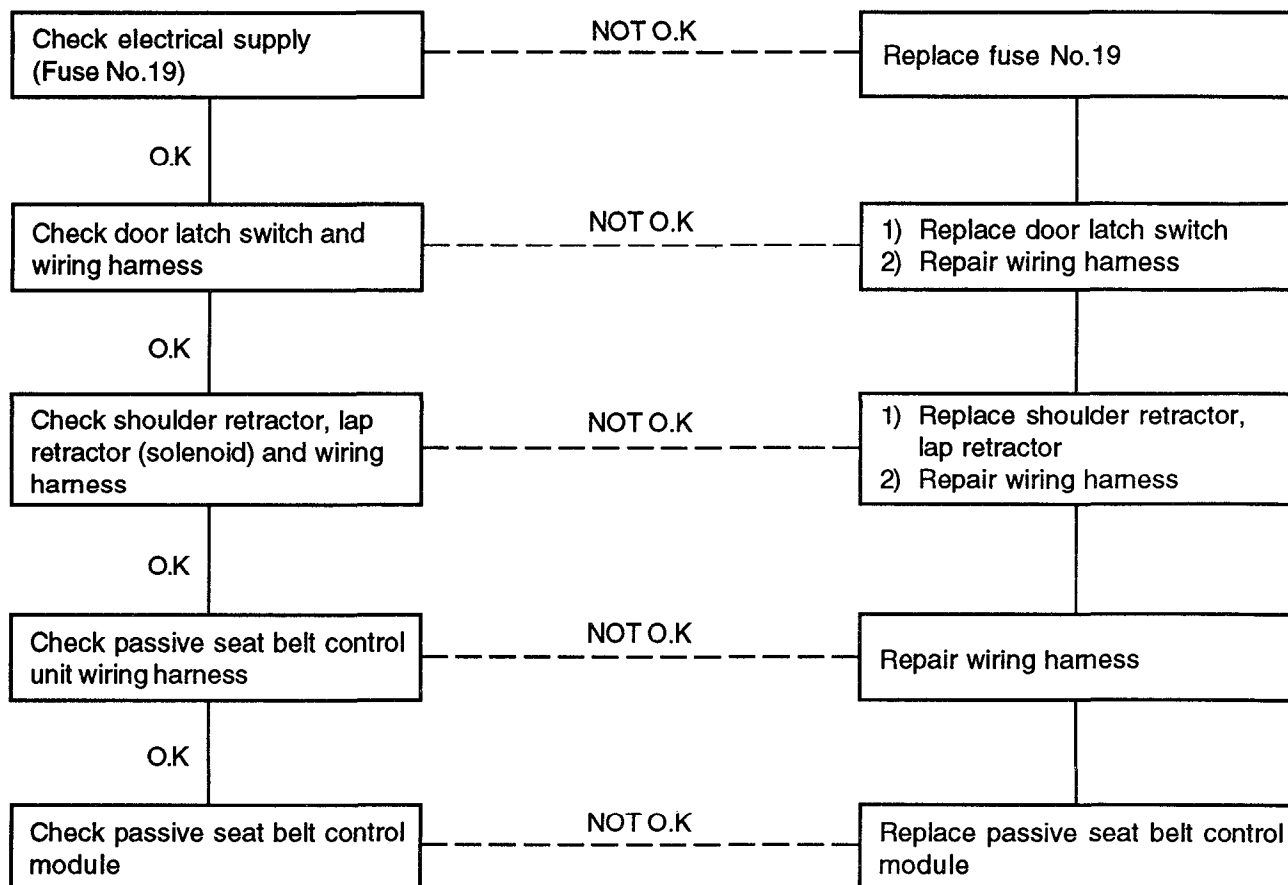 Check electrical supply
(Fuse No.19)
NOT O.K
Replace fuse No.19
O.K
Check door latch switch and
wiring harness
NOT O.K
1) Replace door latch switch
2) Repair wiring harness
O.K
Check shoulder retractor, lap
retractor (solenoid) and wiring
harness
NOT O.K
1) Replace shoulder retractor,
lap retractor
2) Repair wiring harness
O.K
Check passive seat belt control
unit wiring harness
NOT O.K
Repair wiring harness
O.K
Check passive seat belt control
module
NOT O.K
Replace passive seat belt control
module